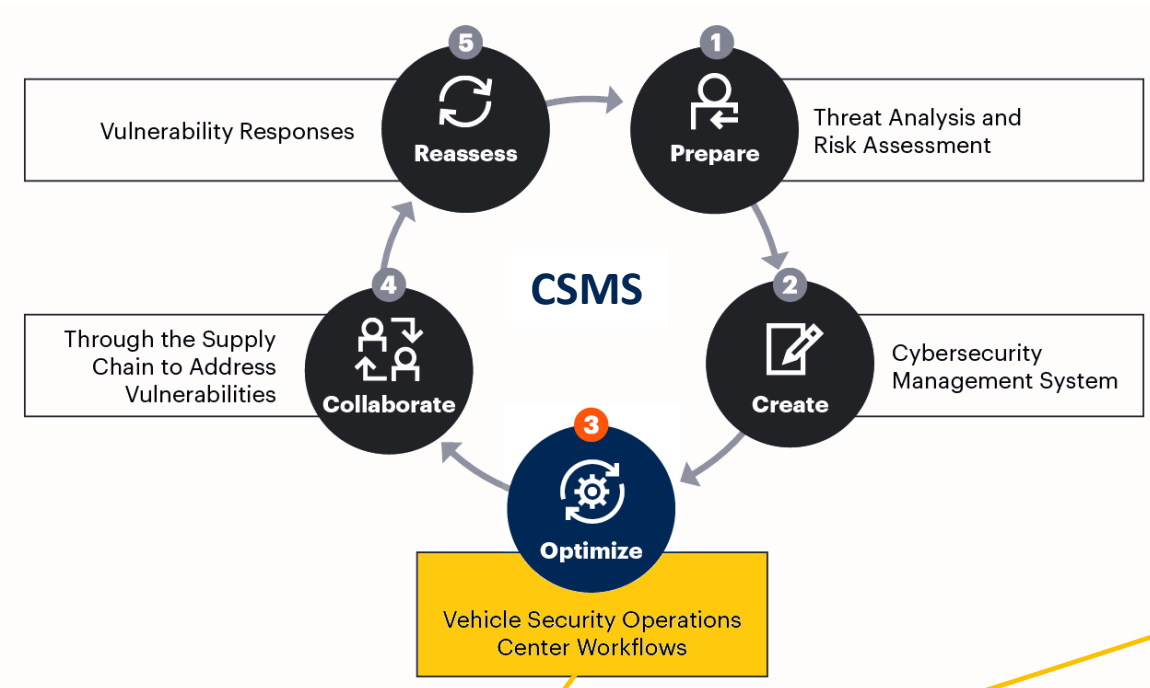 5
Reassess
Vulnerability Responses
1
Prepare
Threat Analysis and
Risk Assessment
CSMS
4
Collaborate
Through the Supply
Chain to Address
Vulnerabilities
2
Create
Cybersecurity
Management System
3
Optimize
Vehicle Security Operations
Center Workflows